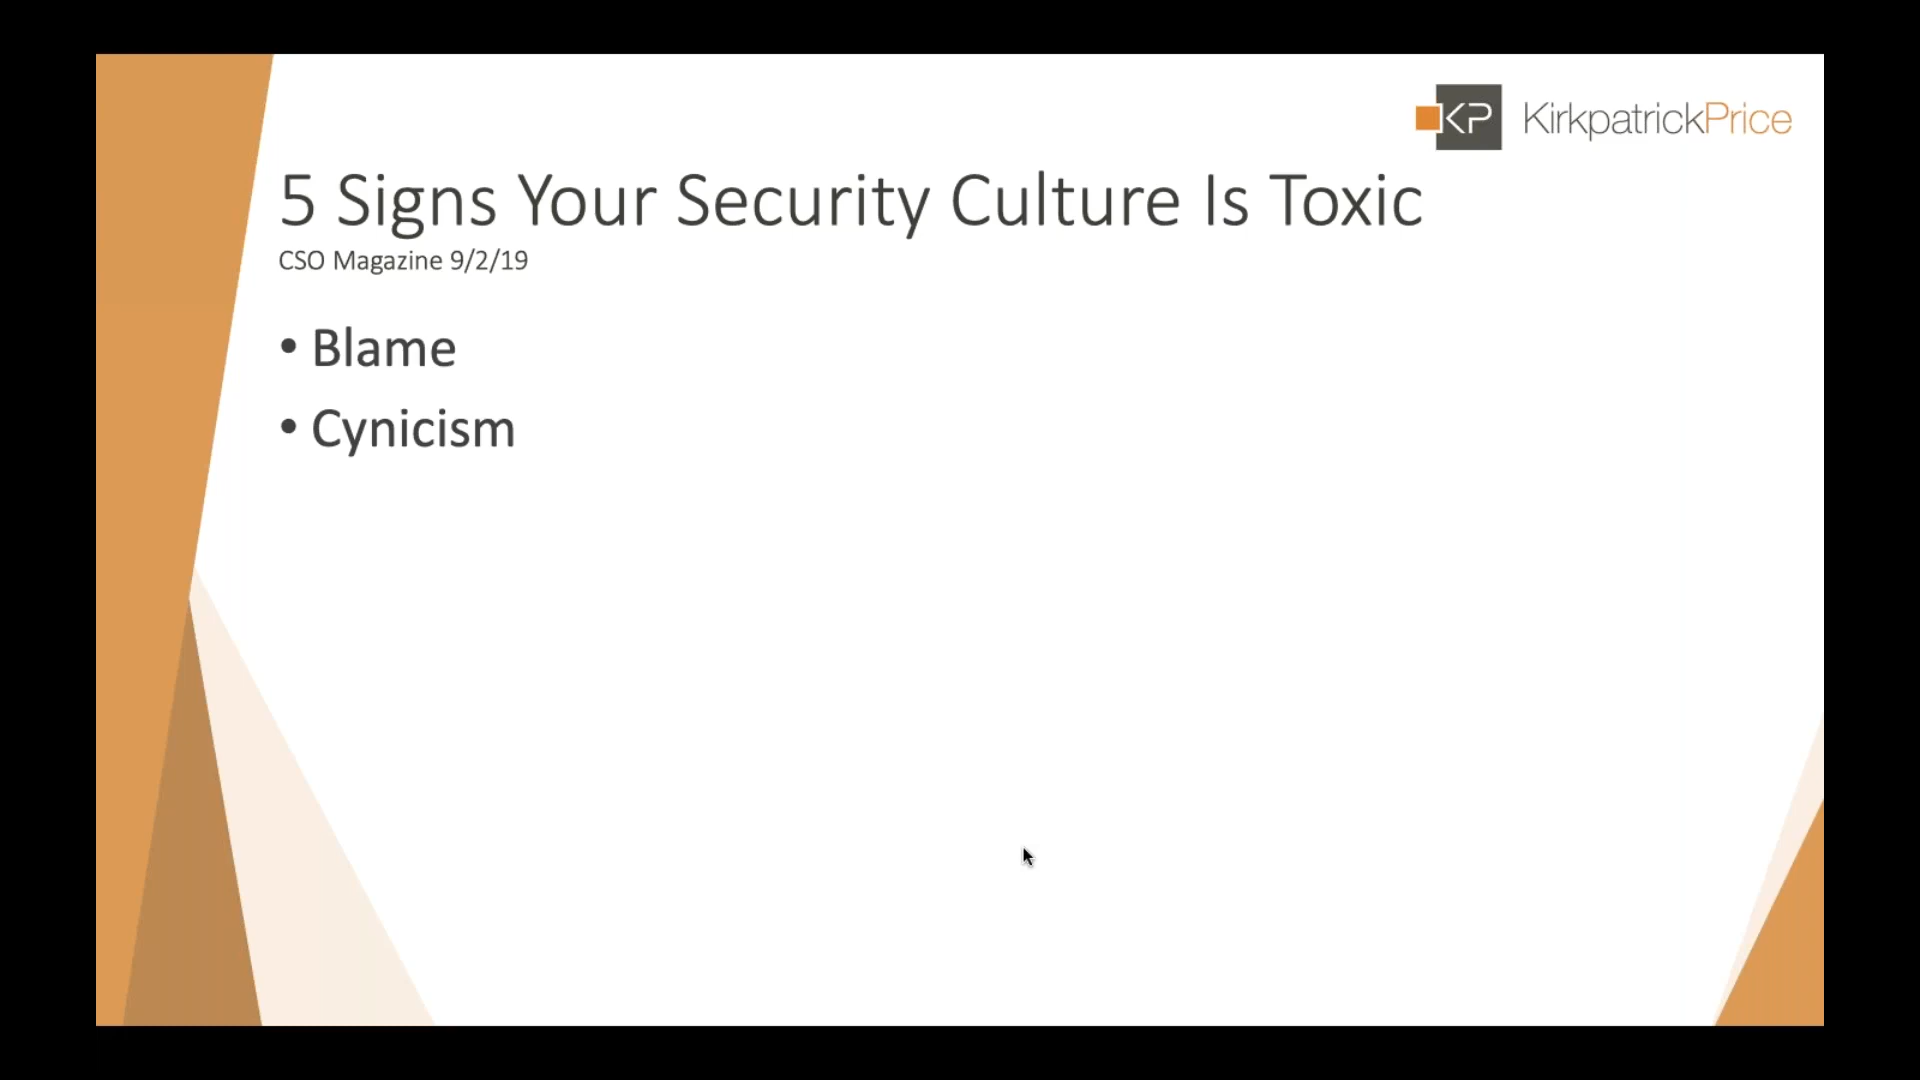 KP KirkpatrickPrice
5 Signs Your Security Culture Is Toxic
CSO Magazine 9/2/19
• Blame
• Cynicism